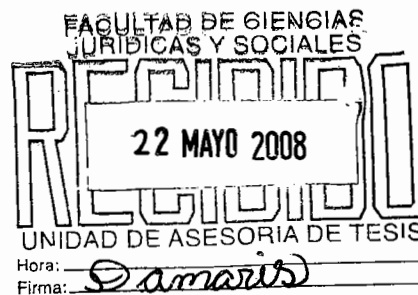 FACULTAD DE CIENCIAS
JURIDICAS Y SOCIALES
RECIBIDO
22 MAYO 2008
UNIDAD DE ASESORIA DE TESIS
Hora:
Firma: Damaris